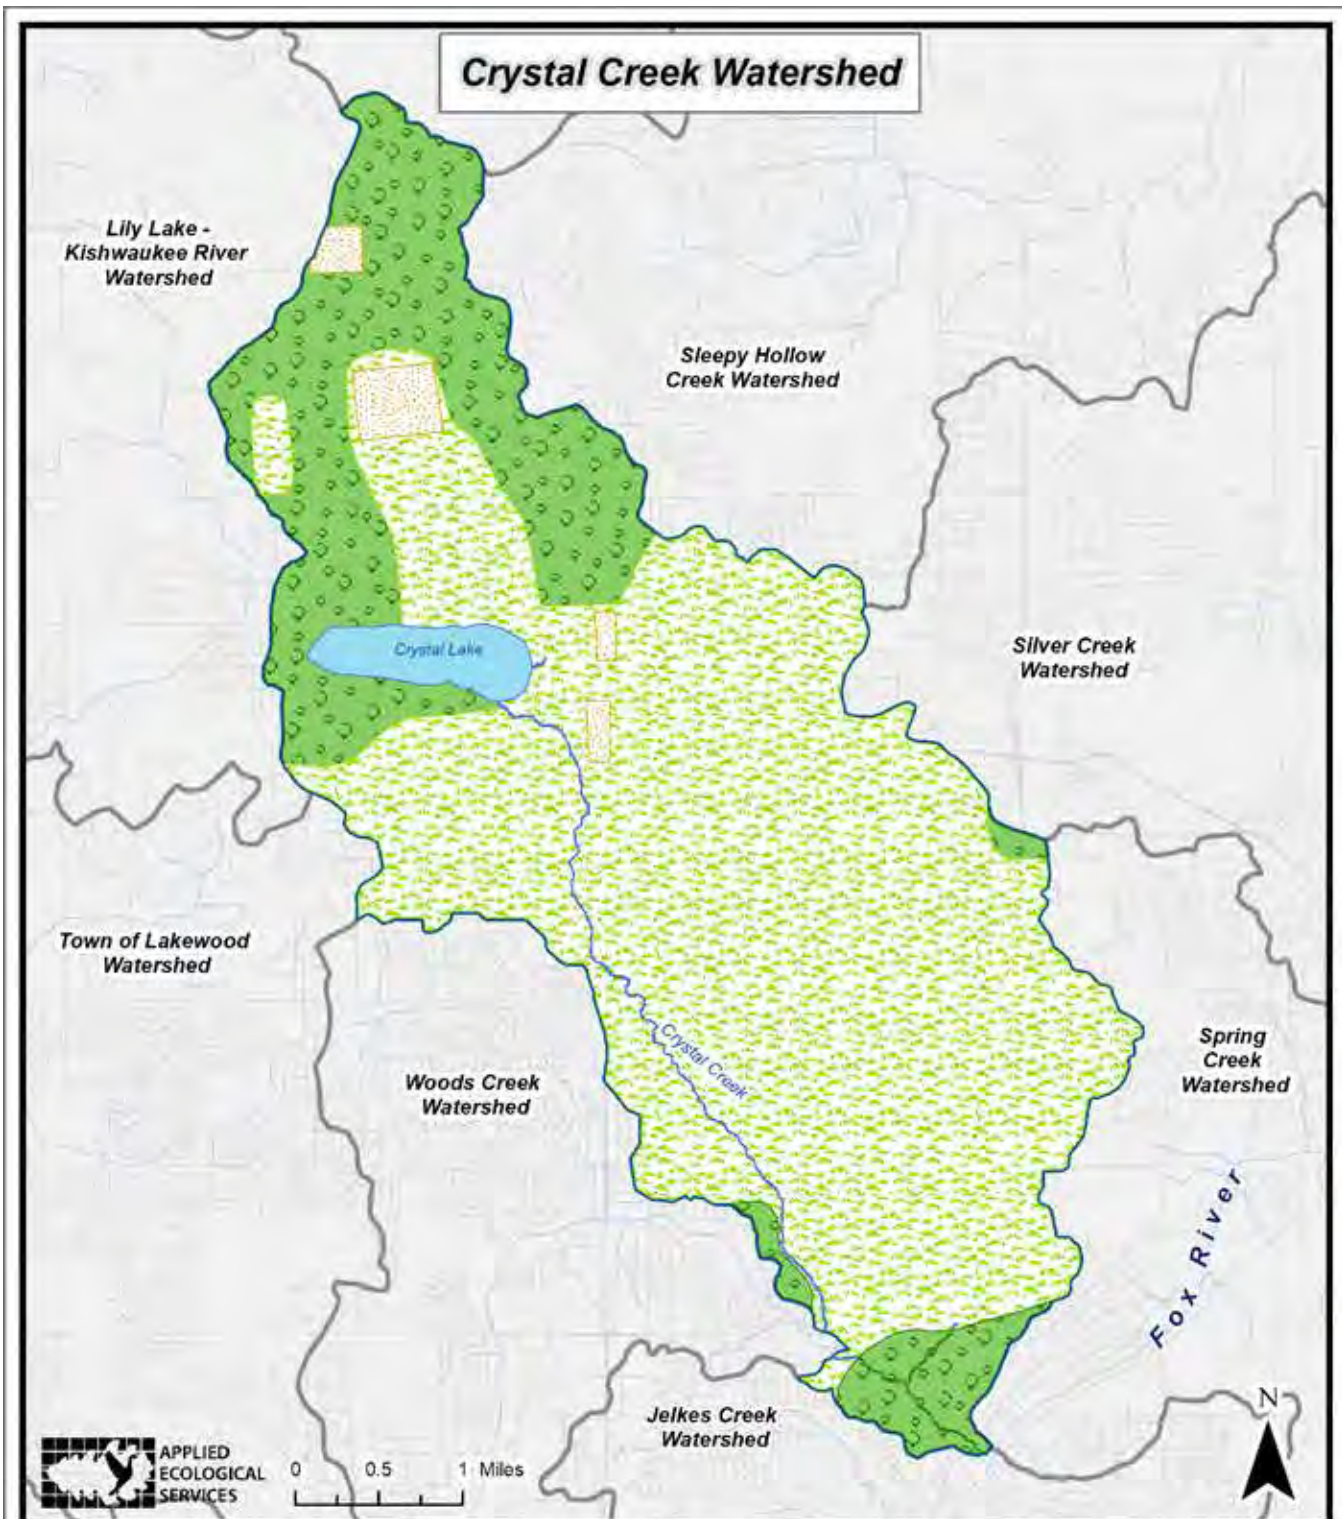 Crystal Creek Watershed
Lily Lake -
Kishwaukee River
Watershed
Sleepy Hollow
Creek Watershed
Crystal Lake
Silver Creek
Watershed
Town of Lakewood
Watershed
Spring
Creek
Watershed
Crystal Creek
Woods Creek
Watershed
Fox River
Jelkes Creek
Watershed
N
APPLIED
ECOLOGICAL
SERVICES
0 0.5 1 Miles